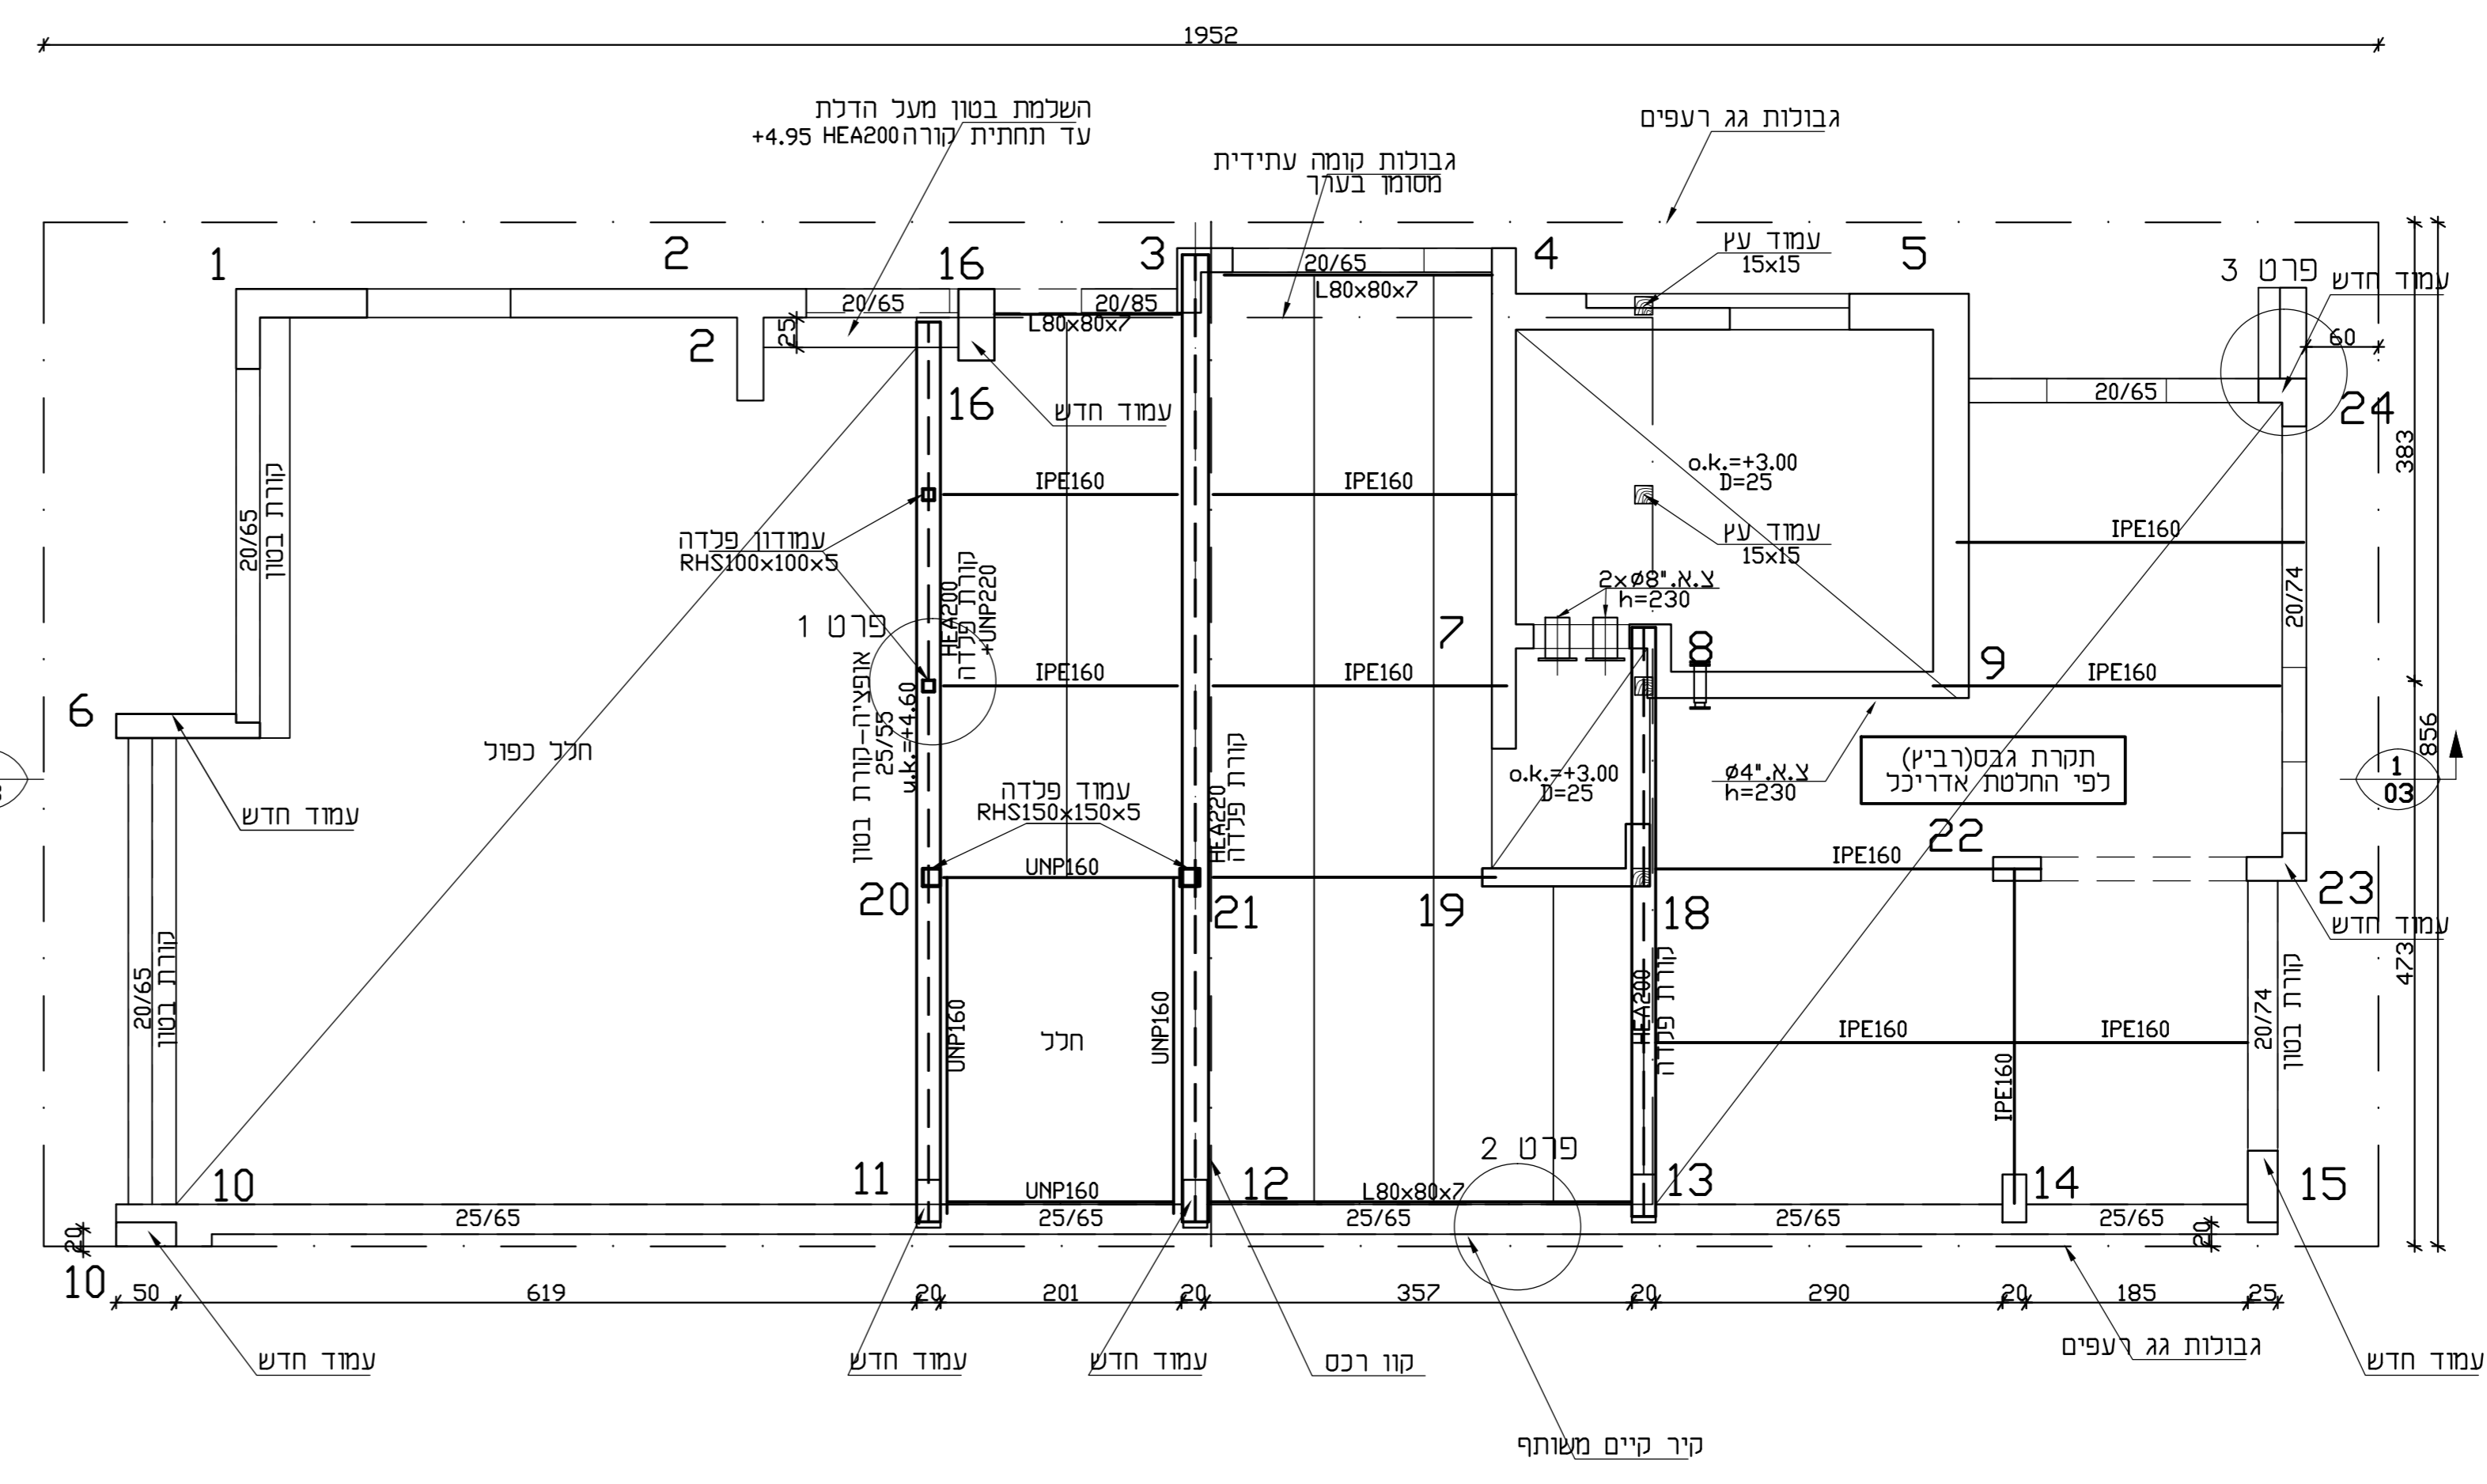 1952
השלמת בטון מעל הדלת
עד תחתית קורה HEA200 +4.95
גבולות גג רעפים
גבולות קומה עתידית
מסומן בערך
1
2
16
3
4
5
פרט 3
עמוד חדש
עמוד עץ
15x15
20/65
20/85
20/65
L80x80x7
L80x80x7
2
25
60
16
עמוד חדש
20/65
24
383
20/65
קורת בטון
IPE160
IPE160
o.k.=+3.00
D=25
עמודון פלדה
RHS100x100x5
עמוד עץ
15x15
IPE160
HEA200
קורת פלדה
+UNP220
2xø8".צ.א
h=230
20/74
פרט 1
7
8
9
IPE160
IPE160
IPE160
6
אופציה-קורת בטון
25/55
u.k.=+4.60
חלל כפול
עמוד חדש
HEA220
קורת פלדה
עמוד פלדה
RHS150x150x5
o.k.=+3.00
D=25
ø4".צ.א
h=230
תקרת גבס(רביץ)
לפי החלטת אדריכל
1
03
856
22
UNP160
IPE160
20
21
19
18
23
עמוד חדש
473
20/65
קורת בטון
UNP160
חלל
UNP160
HEA200
קורת פלדה
IPE160
IPE160
IPE160
20/74
קורת בטון
פרט 2
10
11
UNP160
12
L80x80x7
13
14
15
25/65
25/65
25/65
25/65
25/65
20
20
10
50
619
20
201
20
357
20
290
20
185
25
עמוד חדש
עמוד חדש
עמוד חדש
קוו רכס
גבולות גג רעפים
עמוד חדש
קיר קיים משותף